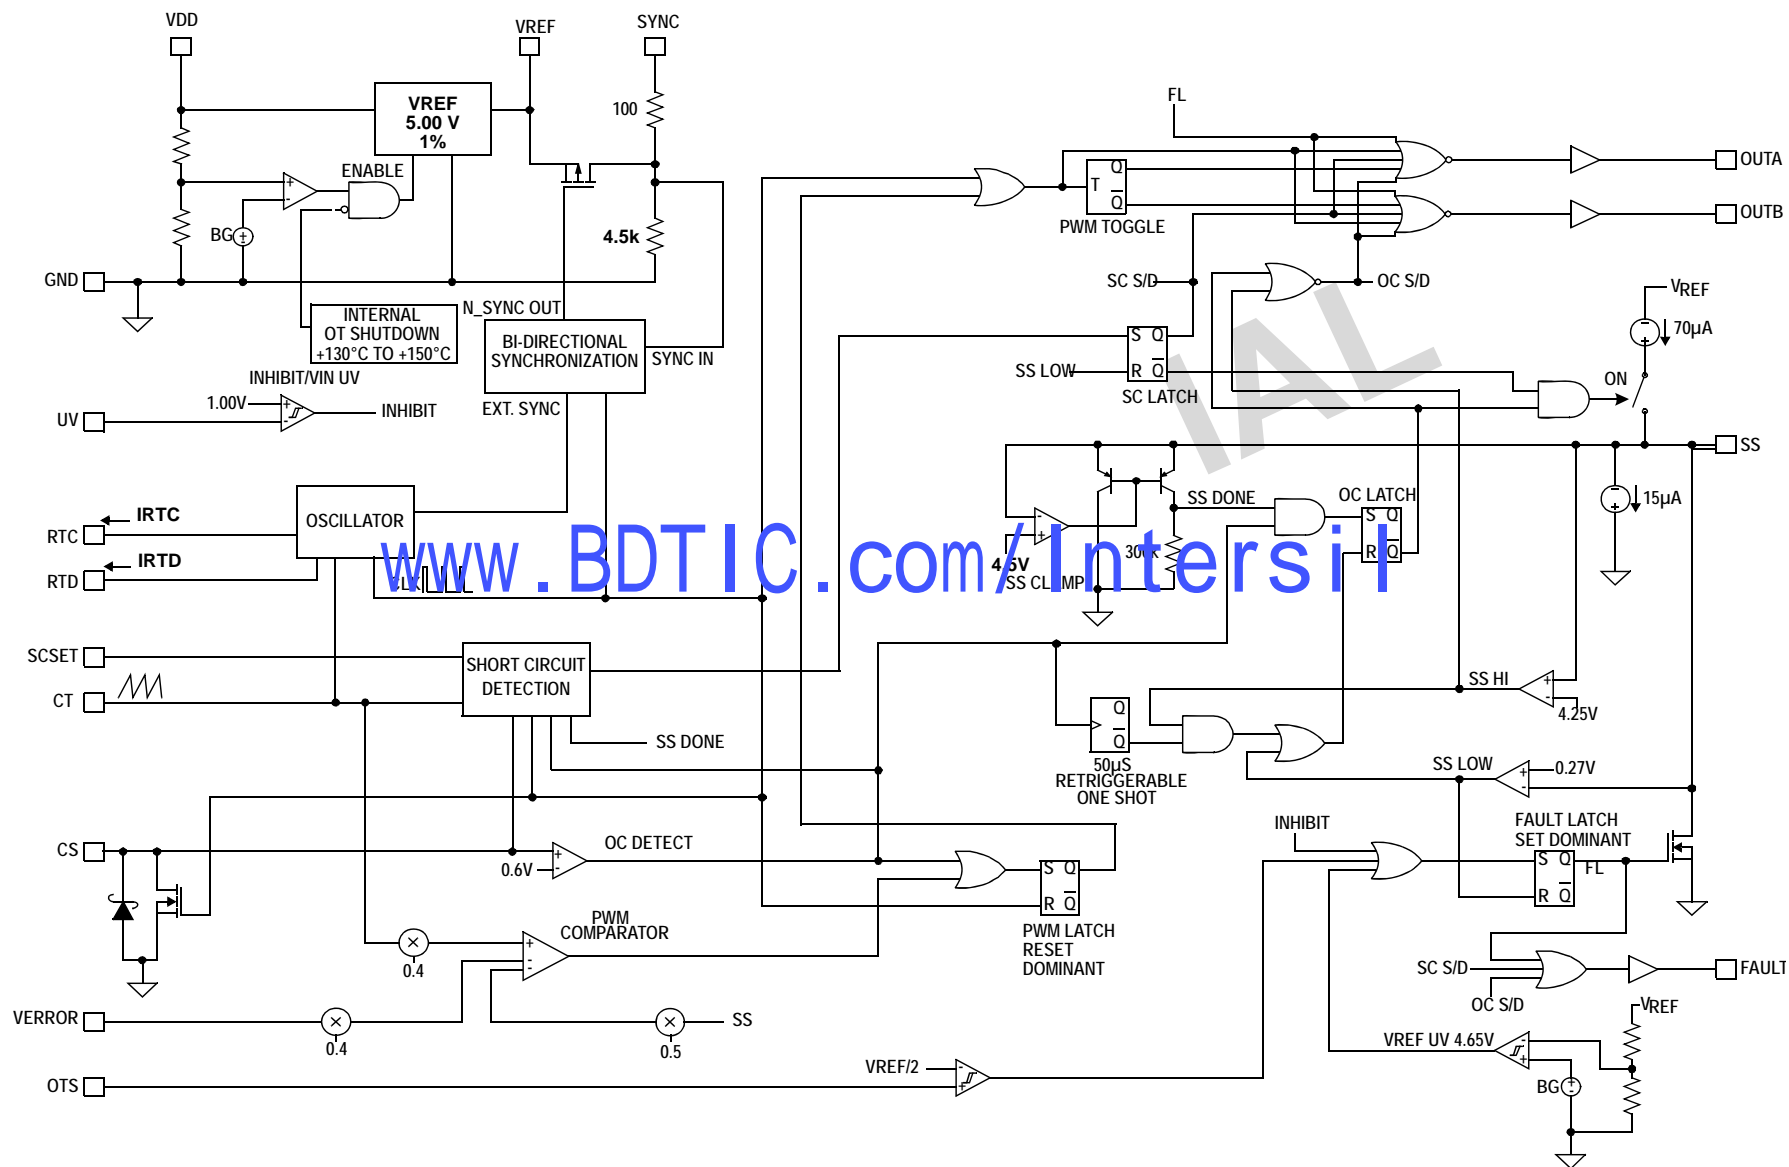 VDD
VREF
SYNC
VREF
5.00 V
1%
100
FL
ENABLE
+
-
BG
+
-
4.5k
GND
T
Q
Q
PWM TOGGLE
OUTA
OUTB
INTERNAL
OT SHUTDOWN
+130°C TO +150°C
N_SYNC OUT
BI-DIRECTIONAL
SYNCHRONIZATION
SYNC IN
EXT. SYNC
SC S/D
OC S/D
VREF
70µA
INHIBIT/VIN UV
1.00V
+
-
INHIBIT
UV
SS LOW
S Q
R Q
SC LATCH
ON
IAL
SS
15µA
IRTC
RTC
IRTD
RTD
OSCILLATOR
CLK
-
+
4.5V
SS CLAMP
300k
SS DONE
OC LATCH
S Q
R Q
www.BDTIC.com/Intersil
SCSET
CT
SHORT CIRCUIT
DETECTION
SS DONE
Q
Q
50µS
RETRIGGERABLE
ONE SHOT
SS HI
+
-
4.25V
SS LOW
+
-
0.27V
CS
0.6V
+
-
OC DETECT
S Q
R Q
PWM LATCH
RESET
DOMINANT
INHIBIT
FAULT LATCH
SET DOMINANT
S Q
R Q
FL
PWM
COMPARATOR
×
0.4
+
-
-
SC S/D
OC S/D
FAULT
VERROR
×
0.4
×
0.5
SS
VREF
VREF UV 4.65V
-
+
BG
+
-
OTS
VREF/2
-
+